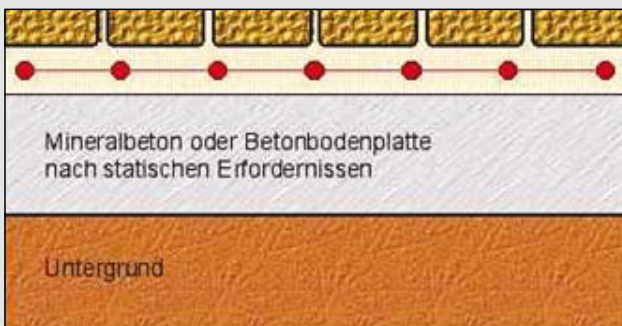 Mineralbeton oder Betonbodenplatte
nach statischen Erfordernissen
Untergrund